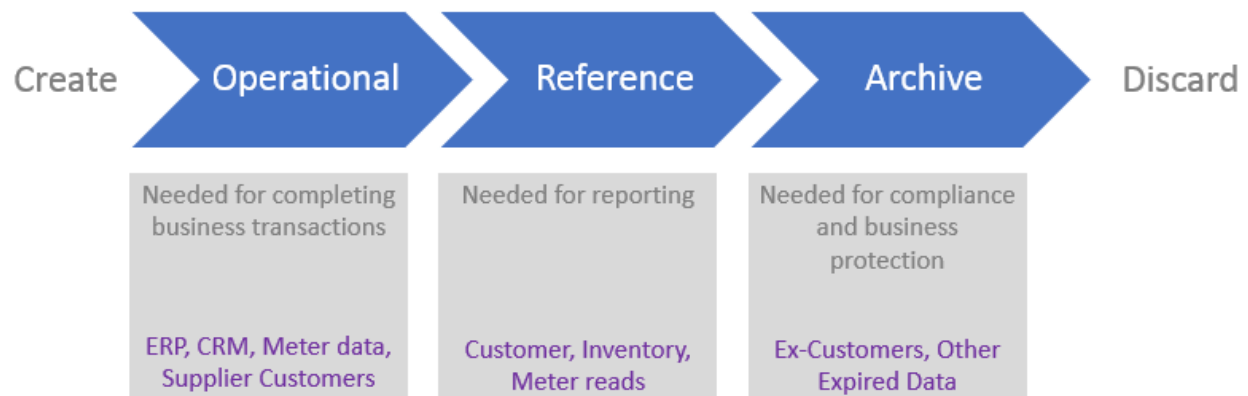 Create
Operational
Reference
Archive
Discard
Needed for completing
business transactions
ERP, CRM, Meter data,
Supplier Customers
Needed for reporting
Customer, Inventory,
Meter reads
Needed for compliance
and business
protection
Ex-Customers, Other
Expired Data